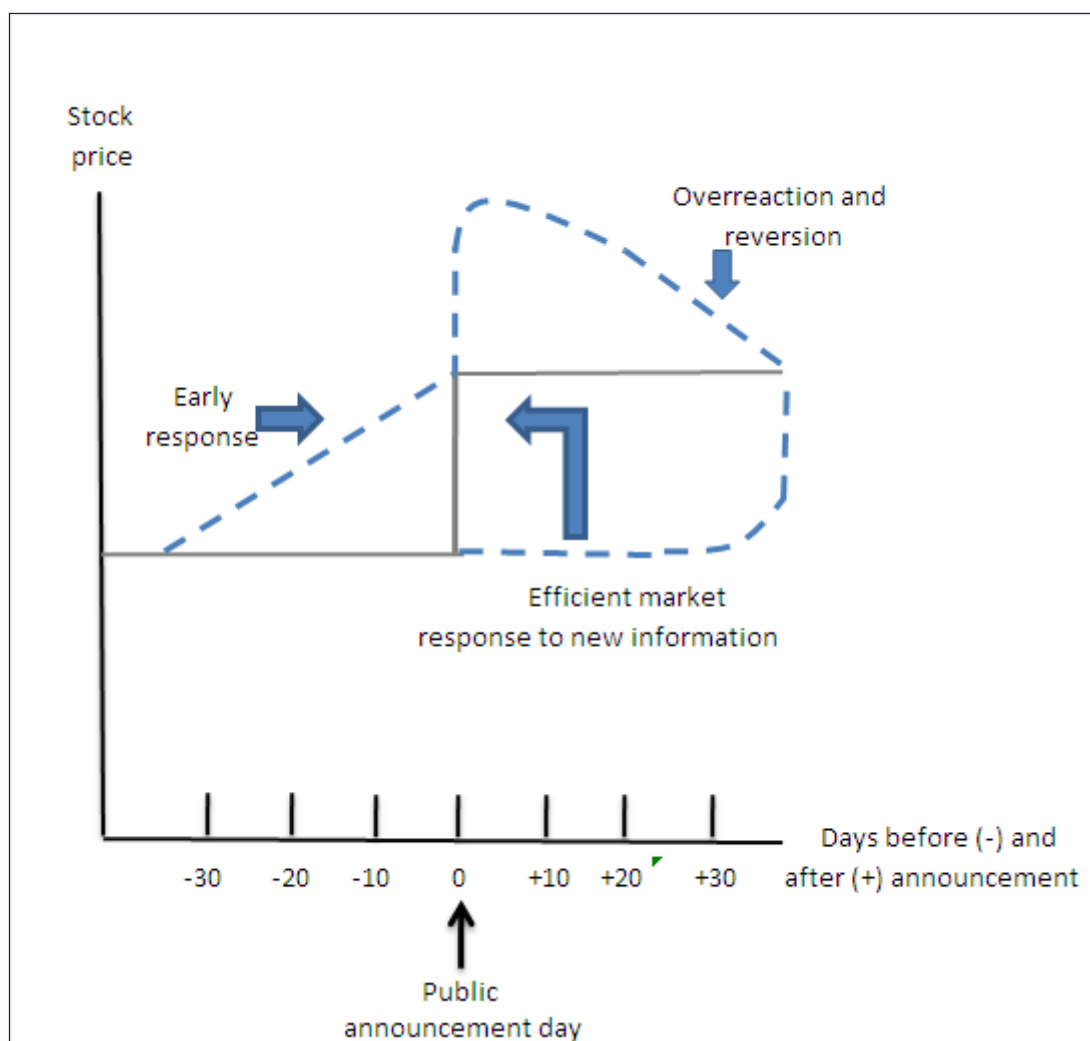 Stock
price
Overreaction and
reversion
Early
response
Efficient market
response to new information
Days before (-) and
after (+) announcement
-30 -20 -10 0 +10 +20 +30
Public
announcement day